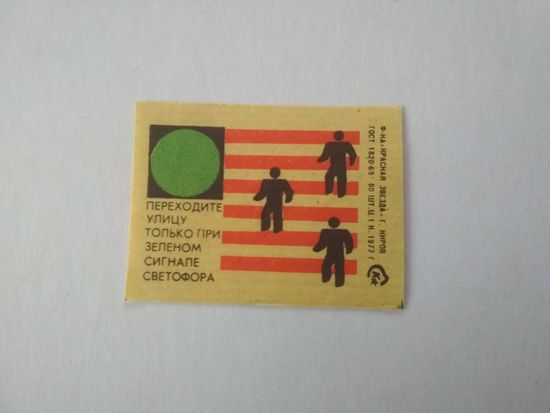 ПЕРЕХОДИТЕ
УЛИЦУ
ТОЛЬКО ПРИ
ЗЕЛЕНОМ
СИГНАЛЕ
СВЕТОФОРА
Ф-КА «КРАСНАЯ ЗВЕЗДА» Г. КИРОВ
ГОСТ 1820-69 · 60 ШТ. Ц 1 К. 1977 Г